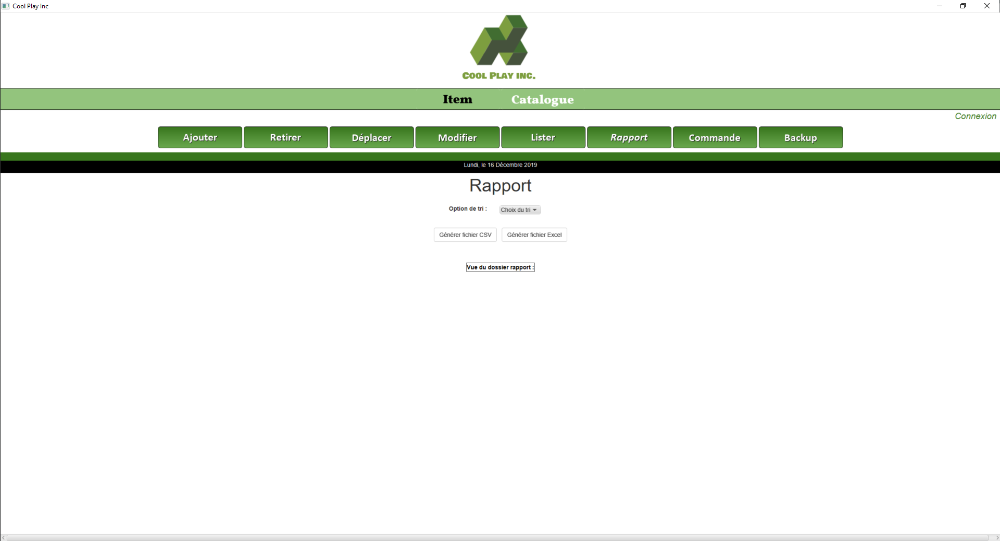 Cool Play Inc
COOL PLAY INC.
Item Catalogue
Connexion
Ajouter Retirer Déplacer Modifier Lister Rapport Commande Backup
Lundi, le 16 Décembre 2019
Rapport
Option de tri : Choix du tri
Générer fichier CSV Générer fichier Excel
Vue du dossier rapport :